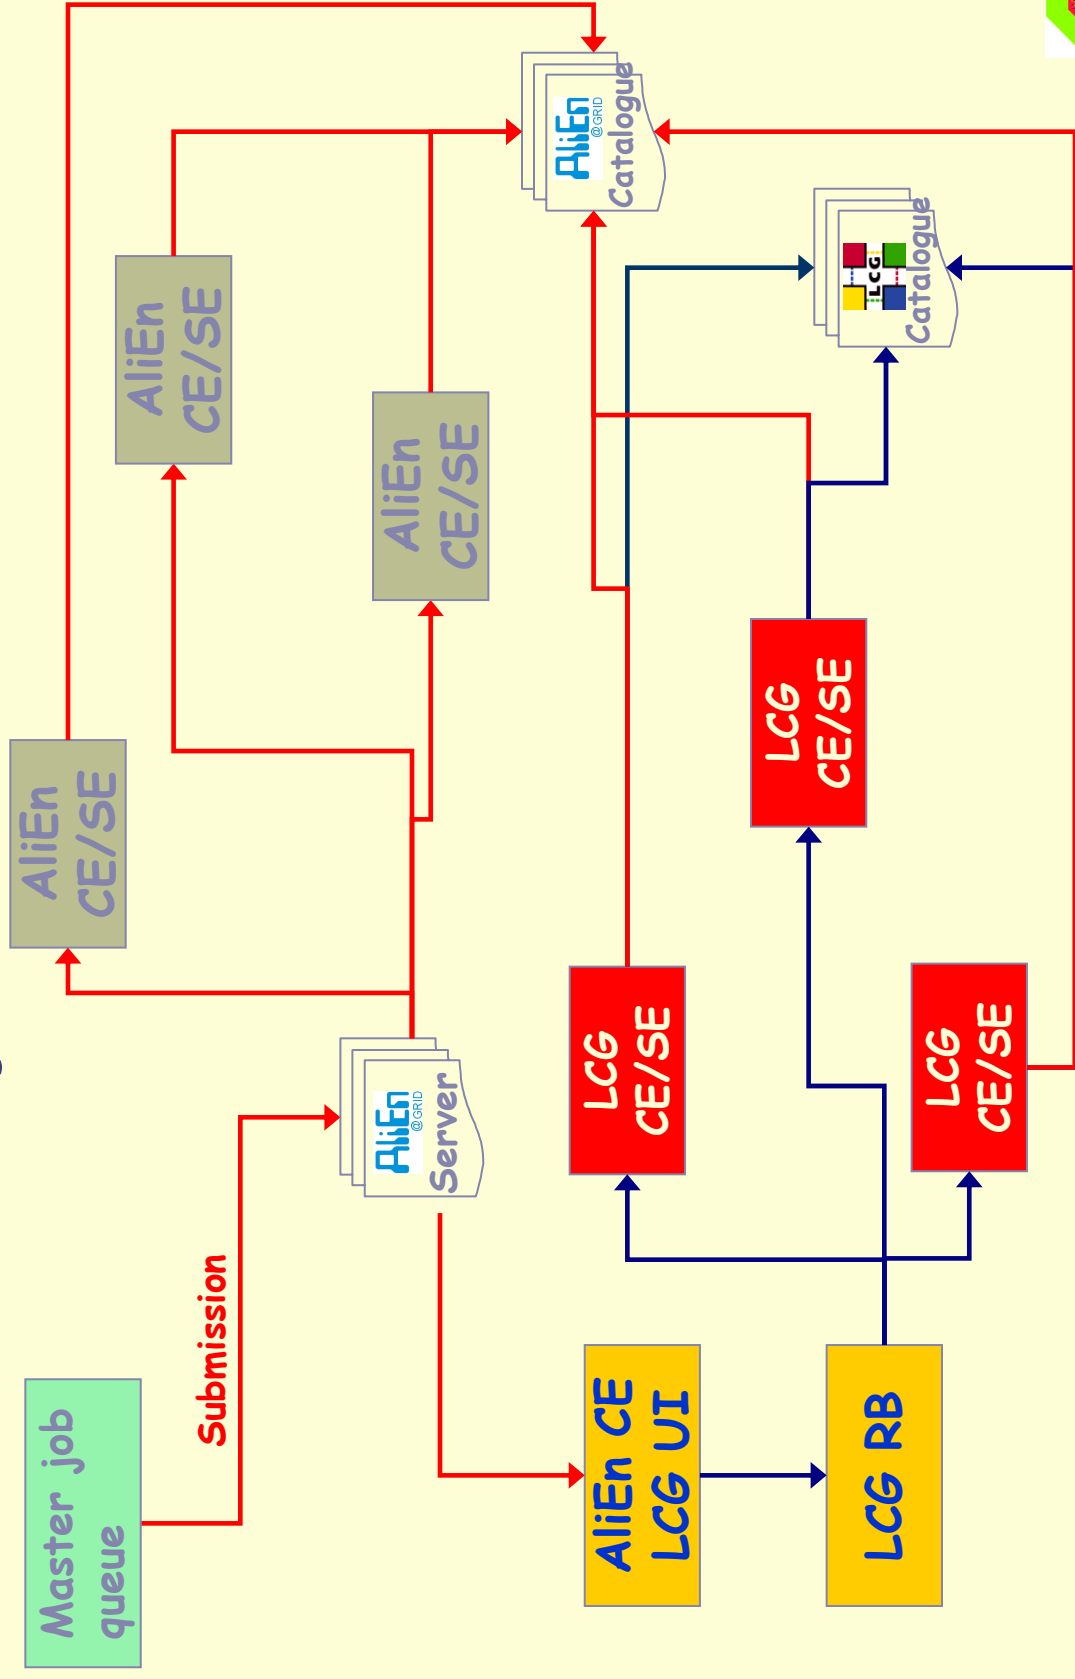 Master job
queue
Submission
AliEn
@GRID
Server
AliEn CE
LCG UI
LCG RB
AliEn
CE/SE
AliEn
CE/SE
AliEn
CE/SE
LCG
CE/SE
LCG
CE/SE
LCG
CE/SE
AliEn
@GRID
Catalogue
LCG
Catalogue